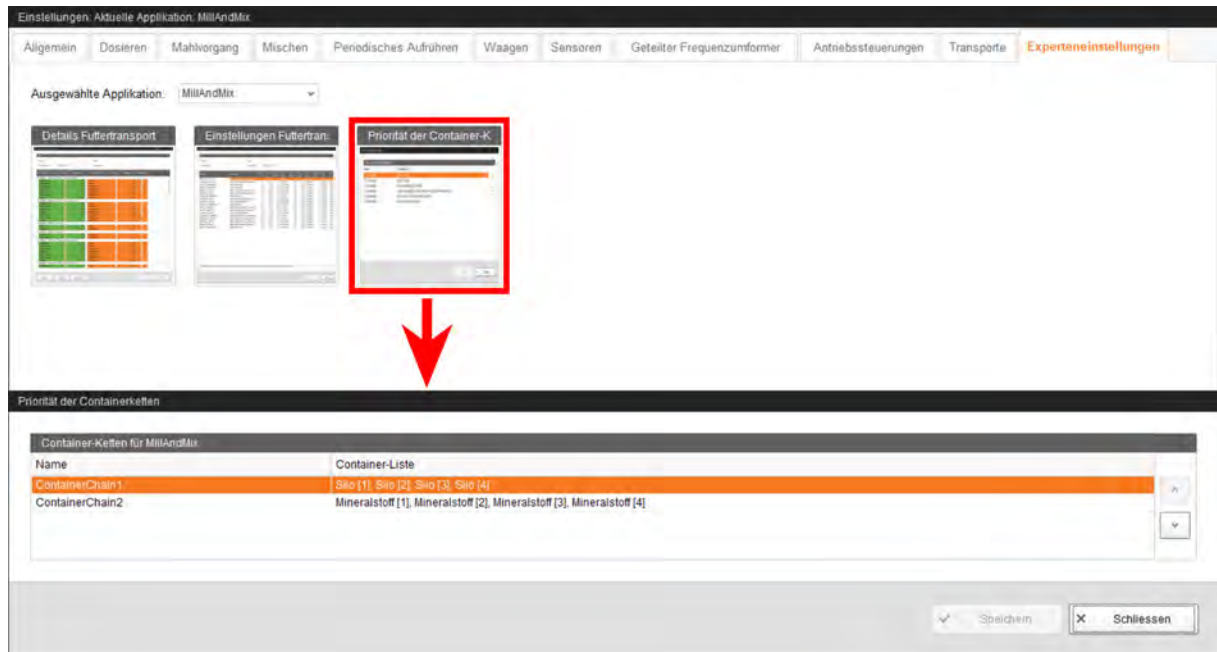 Einstellungen: Aktuelle Applikation: MillAndMix
Allgemein Dosieren Mahlvorgang Mischen Periodisches Aufrühren Waagen Sensoren Geteilter Frequenzumformer Antriebssteuerungen Transporte Experteneinstellungen
Ausgewählte Applikation: MillAndMix
Details Futtertransport Einstellungen Futtertran: Priorität der Container-K
Priorität der Containerketten
Container-Ketten für MillAndMix
Name Container-Liste
ContainerChain1 Silo [1], Silo [2], Silo [3], Silo [4]
ContainerChain2 Mineralstoff [1], Mineralstoff [2], Mineralstoff [3], Mineralstoff [4]
Speichern Schliessen